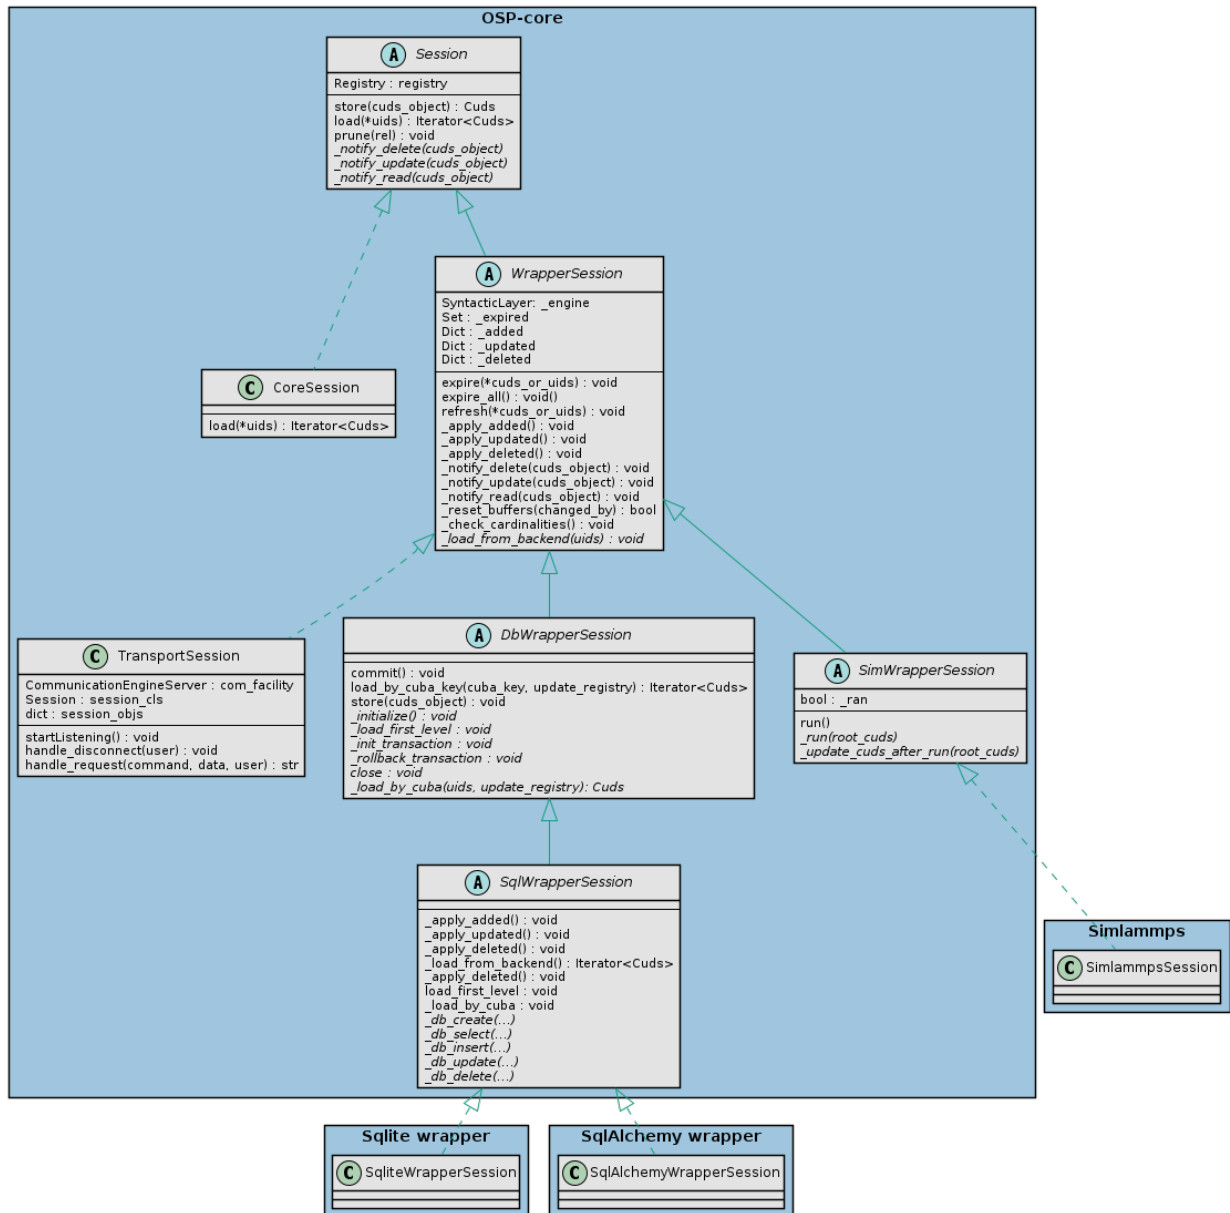 OSP-core
A Session
Registry : registry
store(cuds_object) : Cuds
load(*uids) : Iterator<Cuds>
prune(rel) : void
_notify_delete(cuds_object)
_notify_update(cuds_object)
_notify_read(cuds_object)
A WrapperSession
SyntacticLayer: _engine
Set : _expired
Dict : _added
Dict : _updated
Dict : _deleted
expire(*cuds_or_uids) : void
expire_all() : void()
refresh(*cuds_or_uids) : void
_apply_added() : void
_apply_updated() : void
_apply_deleted() : void
_notify_delete(cuds_object) : void
_notify_update(cuds_object) : void
_notify_read(cuds_object) : void
_reset_buffers(changed_by) : bool
_check_cardinalities() : void
_load_from_backend(uids) : void
C CoreSession
load(*uids) : Iterator<Cuds>
C TransportSession
CommunicationEngineServer : com_facility
Session : session_cls
dict : session_objs
startListening() : void
handle_disconnect(user) : void
handle_request(command, data, user) : str
A DbWrapperSession
commit() : void
load_by_cuba_key(cuba_key, update_registry) : Iterator<Cuds>
store(cuds_object) : void
_initialize() : void
_load_first_level : void
_init_transaction : void
_rollback_transaction : void
close : void
_load_by_cuba(uids, update_registry): Cuds
A SimWrapperSession
bool : _ran
run()
_run(root_cuds)
_update_cuds_after_run(root_cuds)
A SqlWrapperSession
_apply_added() : void
_apply_updated() : void
_apply_deleted() : void
_load_from_backend() : Iterator<Cuds>
_apply_deleted() : void
load_first_level : void
_load_by_cuba : void
_db_create(...)
_db_select(...)
_db_insert(...)
_db_update(...)
_db_delete(...)
Simlammps
C SimlammpsSession
Sqlite wrapper
C SqliteWrapperSession
SqlAlchemy wrapper
C SqlAlchemyWrapperSession